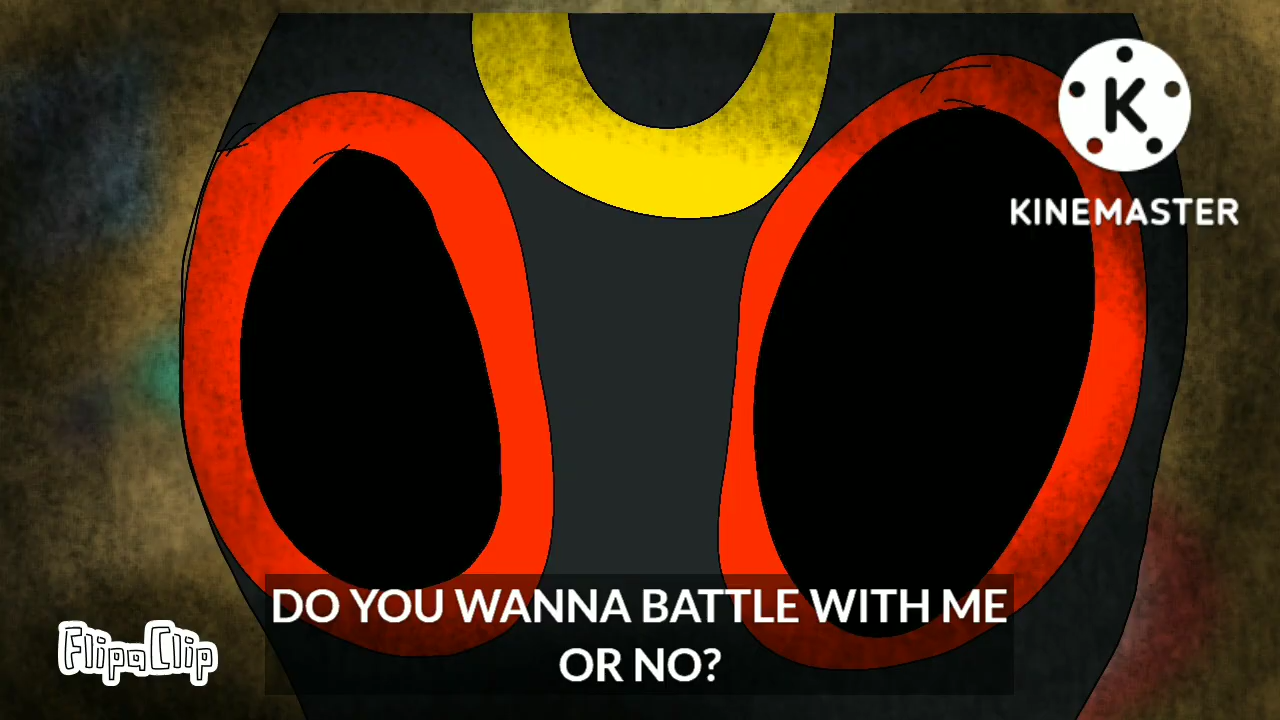 K
KINEMASTER
DO YOU WANNA BATTLE WITH ME
OR NO?
FlipaClip